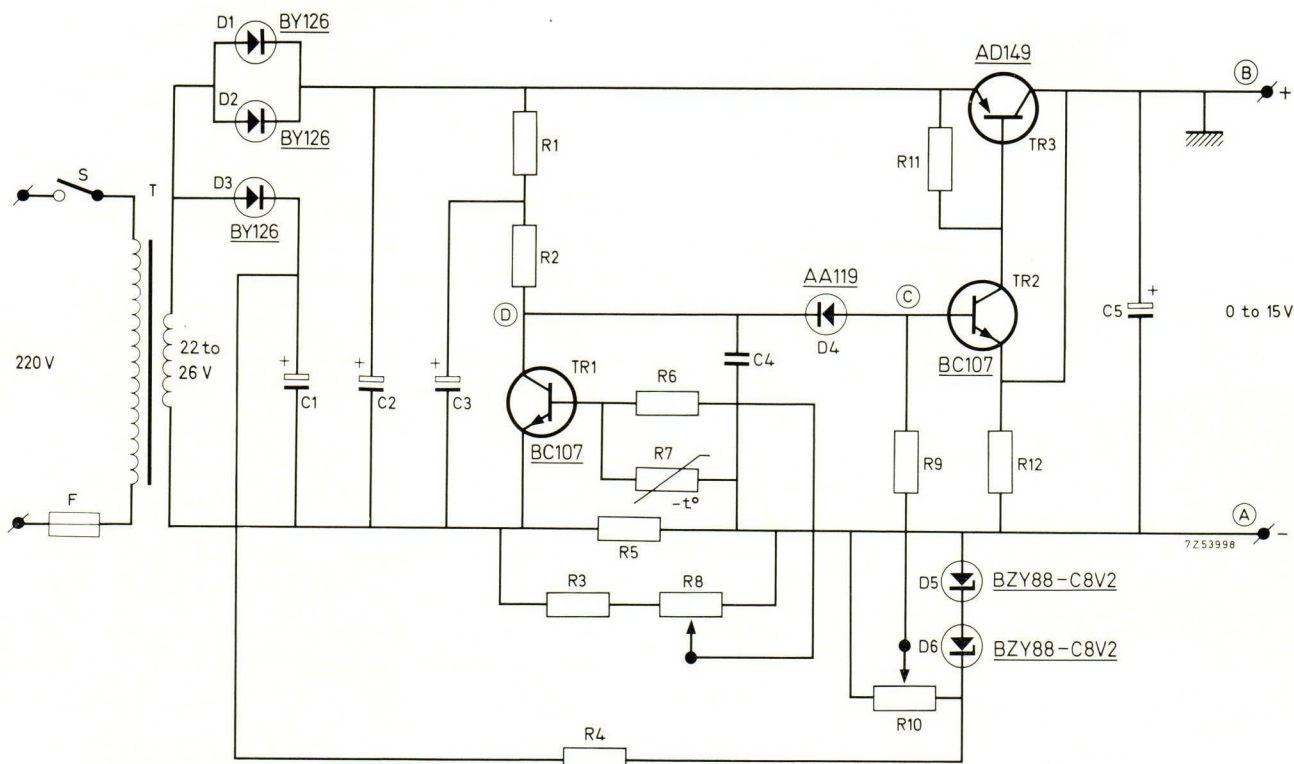 D1
BY126
D2
BY126
D3
BY126
S
T
220 V
F
22 to
26 V
+
C1
+
C2
+
C3
R1
R2
D
TR1
BC107
R6
R7
-t°
R5
R3
R8
C4
AA119
D4
C
R9
R10
R4
AD149
TR3
R11
TR2
BC107
R12
D5
BZY88-C8V2
D6
BZY88-C8V2
+
C5
B
+
0 to 15V
A
-
7Z53998